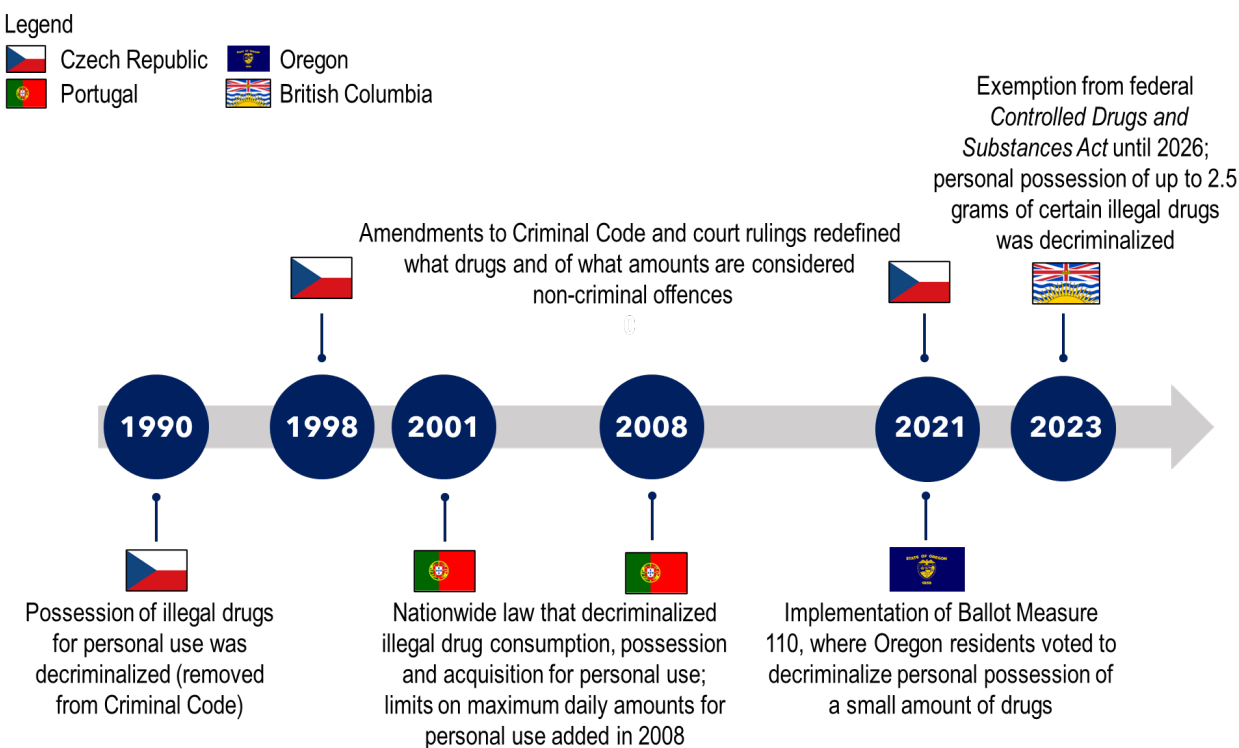 Legend
Czech Republic
Oregon
Portugal
British Columbia
Exemption from federal
Controlled Drugs and
Substances Act until 2026;
personal possession of up to 2.5
grams of certain illegal drugs
was decriminalized
Amendments to Criminal Code and court rulings redefined
what drugs and of what amounts are considered
non-criminal offences
0
1990
1998
2001
2008
2021
2023
STATE OF OREGON
1859
Possession of illegal drugs
for personal use was
decriminalized (removed
from Criminal Code)
Nationwide law that decriminalized
illegal drug consumption, possession
and acquisition for personal use;
limits on maximum daily amounts for
personal use added in 2008
Implementation of Ballot Measure
110, where Oregon residents voted to
decriminalize personal possession of
a small amount of drugs